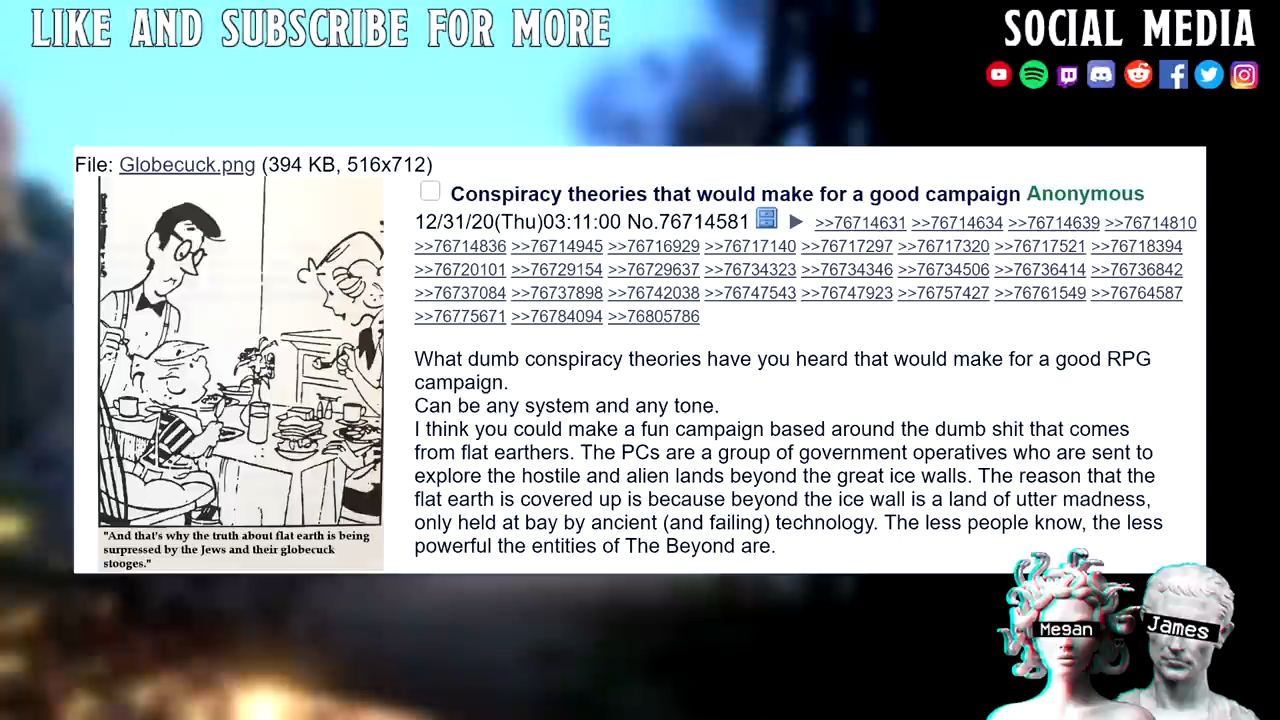 LIKE AND SUBSCRIBE FOR MORE
SOCIAL MEDIA
File: Globecuck.png (394 KB, 516x712)
Conspiracy theories that would make for a good campaign Anonymous
12/31/20(Thu)03:11:00 No.76714581 >>76714631 >>76714634 >>76714639 >>76714810
>>76714836 >>76714945 >>76716929 >>76717140 >>76717297 >>76717320 >>76717521 >>76718394
>>76720101 >>76729154 >>76729637 >>76734323 >>76734346 >>76734506 >>76736414 >>76736842
>>76737084 >>76737898 >>76742038 >>76747543 >>76747923 >>76757427 >>76761549 >>76764587
>>76775671 >>76784094 >>76805786
What dumb conspiracy theories have you heard that would make for a good RPG
campaign.
Can be any system and any tone.
I think you could make a fun campaign based around the dumb shit that comes
from flat earthers. The PCs are a group of government operatives who are sent to
explore the hostile and alien lands beyond the great ice walls. The reason that the
flat earth is covered up is because beyond the ice wall is a land of utter madness,
only held at bay by ancient (and failing) technology. The less people know, the less
powerful the entities of The Beyond are.
"And that's why the truth about flat earth is being
surpressed by the Jews and their globecuck
stooges."
Megan
James